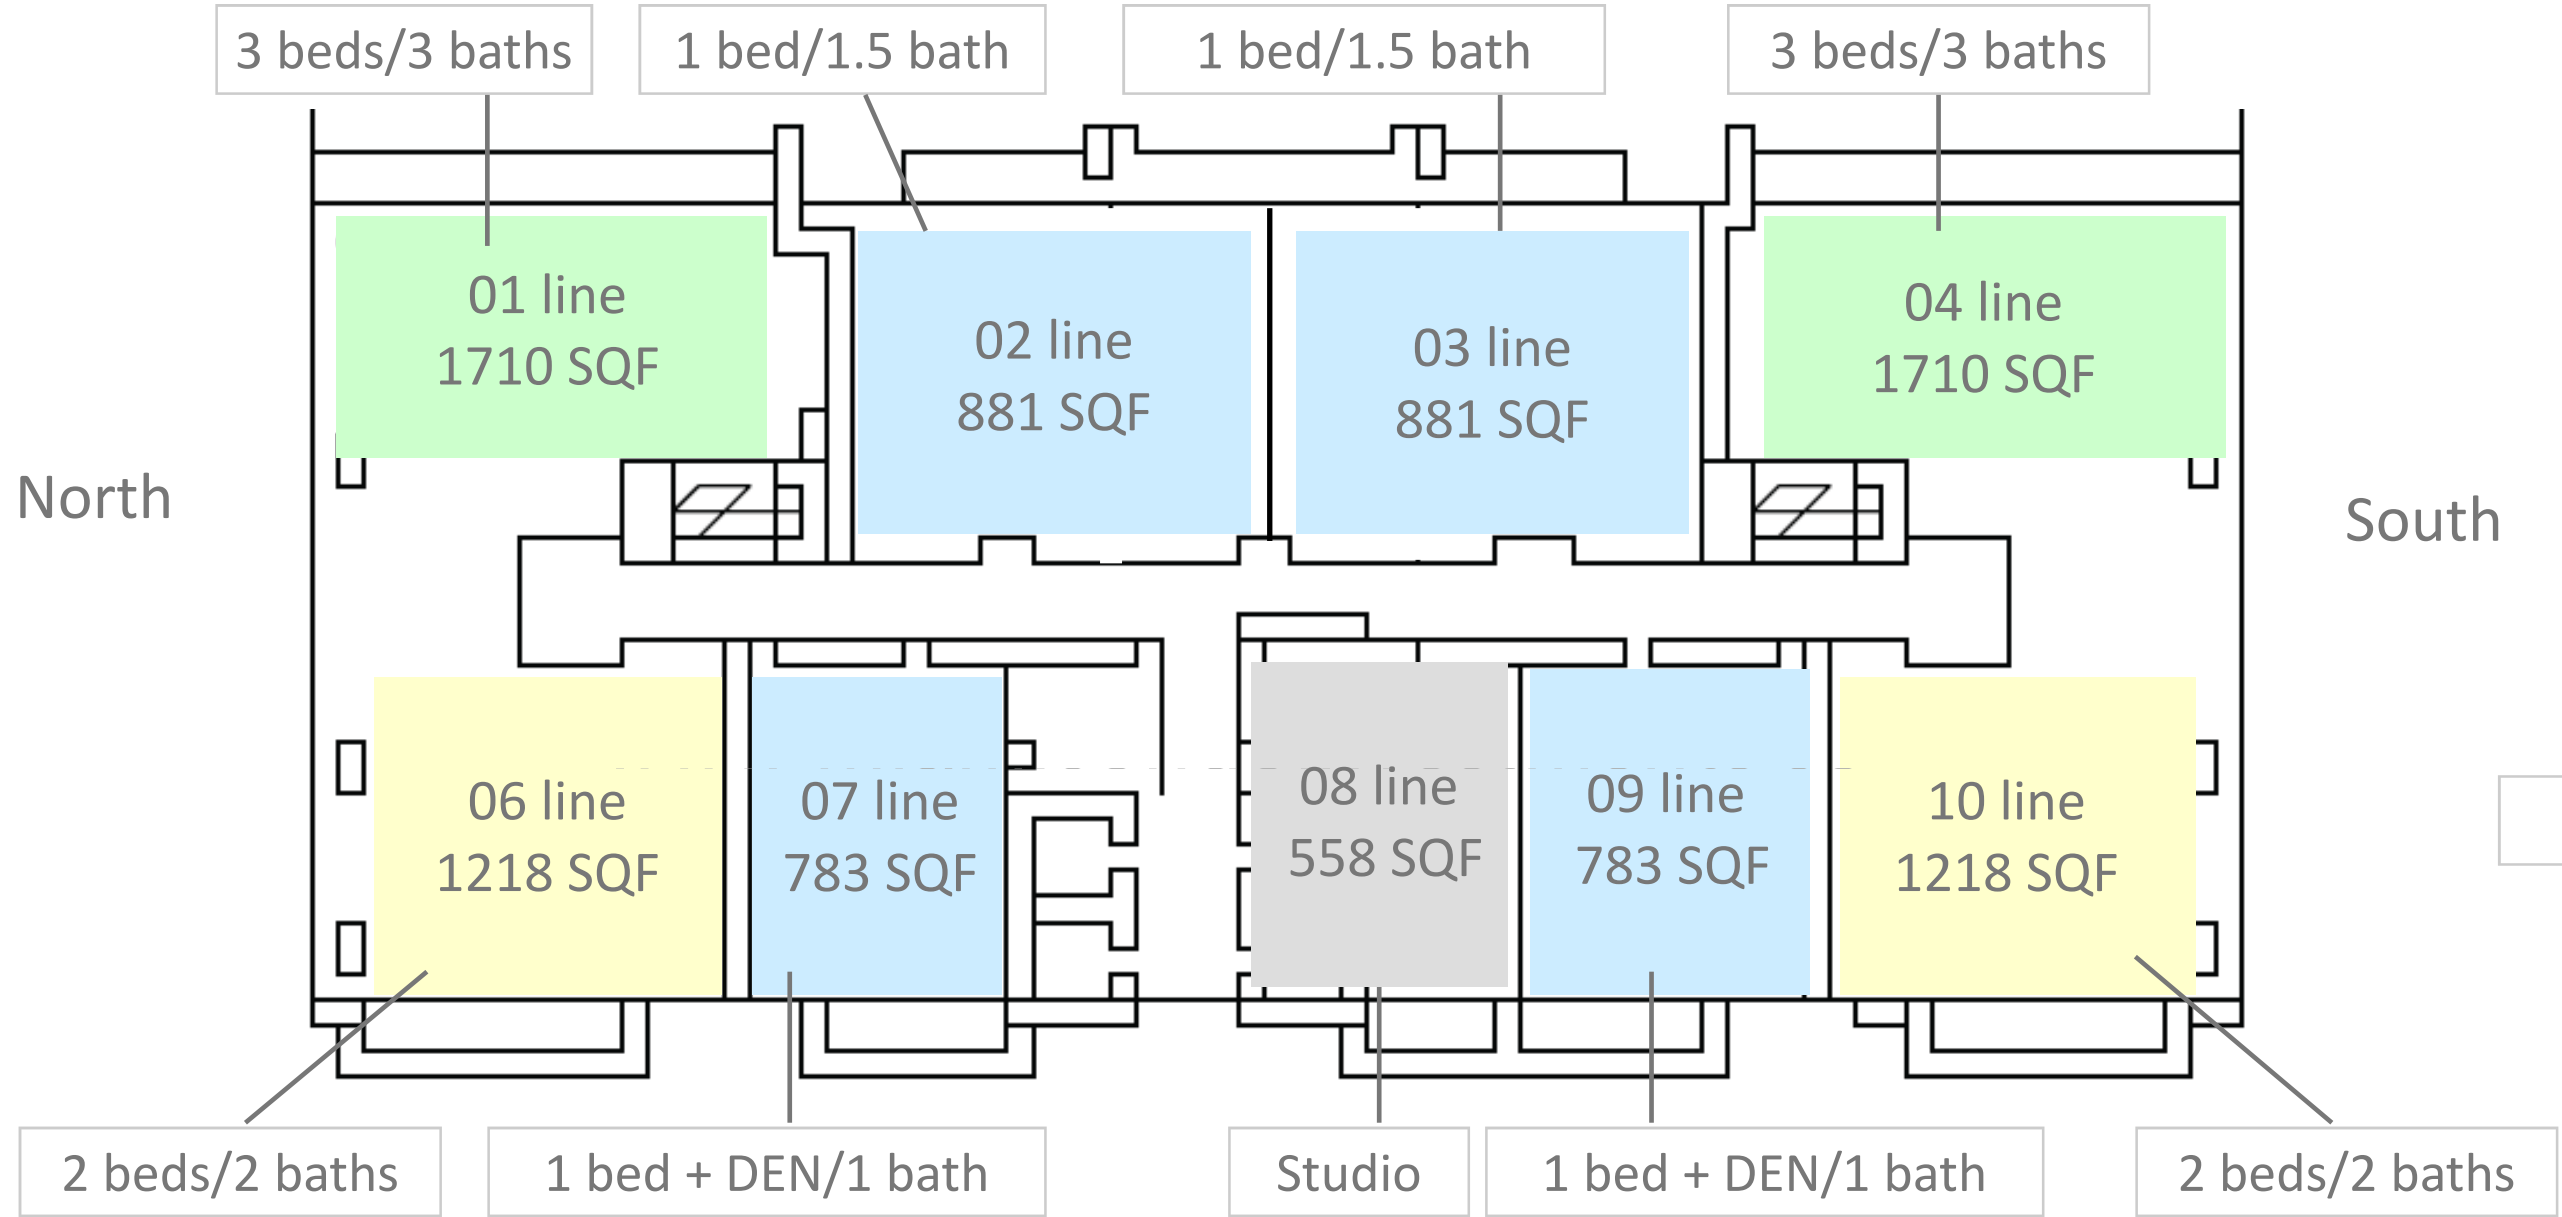 3 beds/3 baths
1 bed/1.5 bath
1 bed/1.5 bath
3 beds/3 baths
01 line
1710 SQF
02 line
881 SQF
03 line
881 SQF
04 line
1710 SQF
North
South
06 line
1218 SQF
07 line
783 SQF
08 line
558 SQF
09 line
783 SQF
10 line
1218 SQF
2 beds/2 baths
1 bed + DEN/1 bath
Studio
1 bed + DEN/1 bath
2 beds/2 baths